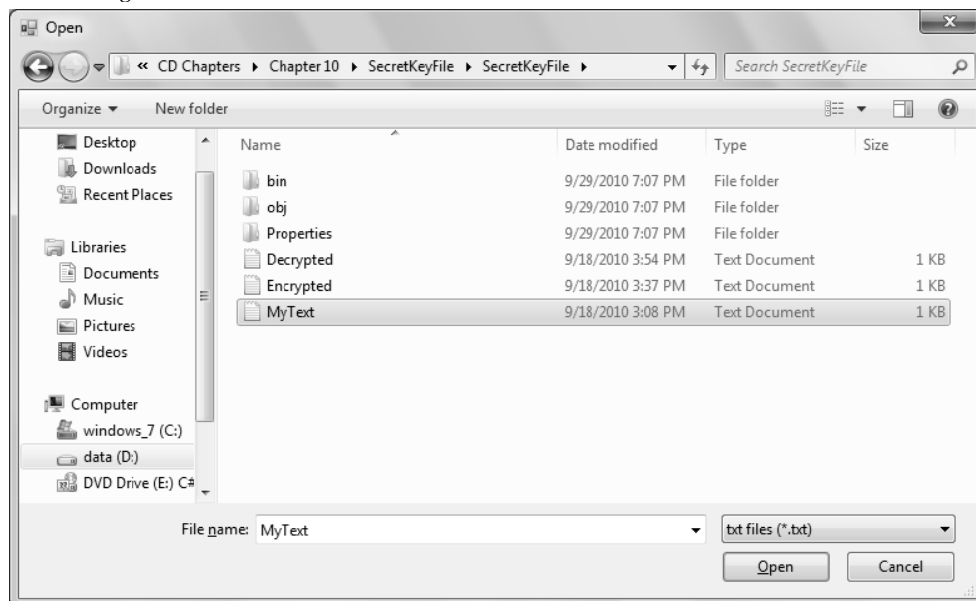 Open
« CD Chapters ▸ Chapter 10 ▸ SecretKeyFile ▸ SecretKeyFile ▸ Search SecretKeyFile
Organize ▾ New folder
Name Date modified Type Size
Desktop
Downloads
Recent Places
Libraries
Documents
Music
Pictures
Videos
Computer
windows_7 (C:)
data (D:)
DVD Drive (E:) C#
bin 9/29/2010 7:07 PM File folder
obj 9/29/2010 7:07 PM File folder
Properties 9/29/2010 7:07 PM File folder
Decrypted 9/18/2010 3:54 PM Text Document 1 KB
Encrypted 9/18/2010 3:37 PM Text Document 1 KB
MyText 9/18/2010 3:08 PM Text Document 1 KB
File name: MyText txt files (*.txt)
Open Cancel